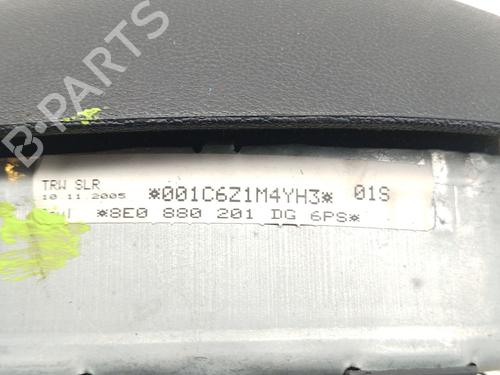 B-PARTS
TRW SLR
10.11.2005 *001C6Z1M4YH3* 01S
*8E0 880 201 DG 6PS*